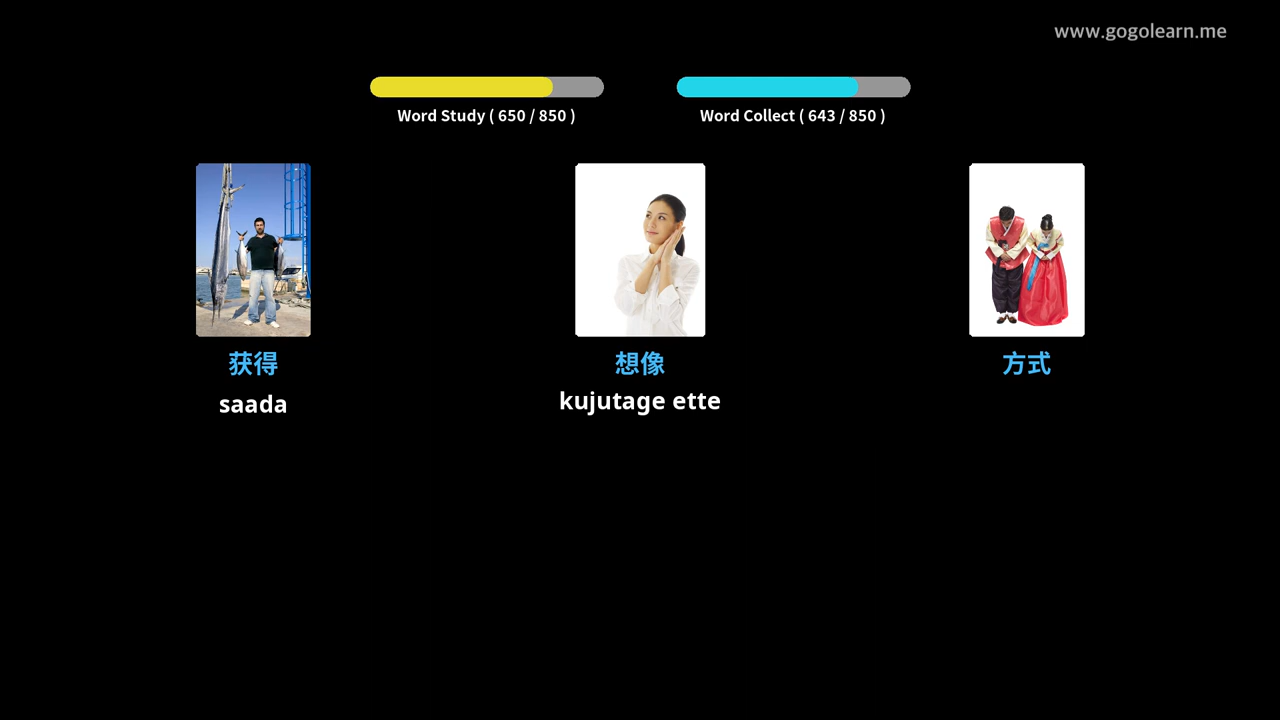 www.gogolearn.me
Word Study ( 650 / 850 )
Word Collect ( 643 / 850 )
获得
想像
方式
saada
kujutage ette